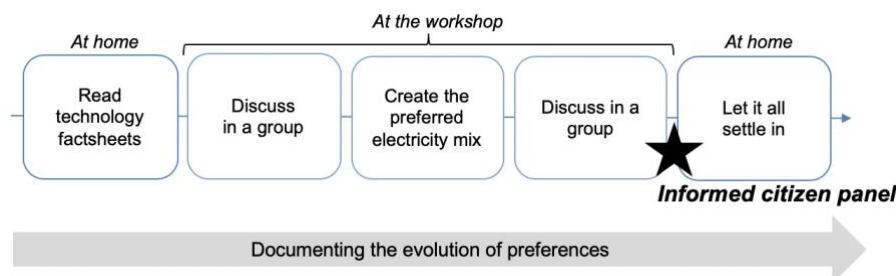 At the workshop
At home
At home
Read
technology
factsheets
Discuss
in a group
Create the
preferred
electricity mix
Discuss in a
group
Let it all
settle in
Informed citizen panel
Documenting the evolution of preferences